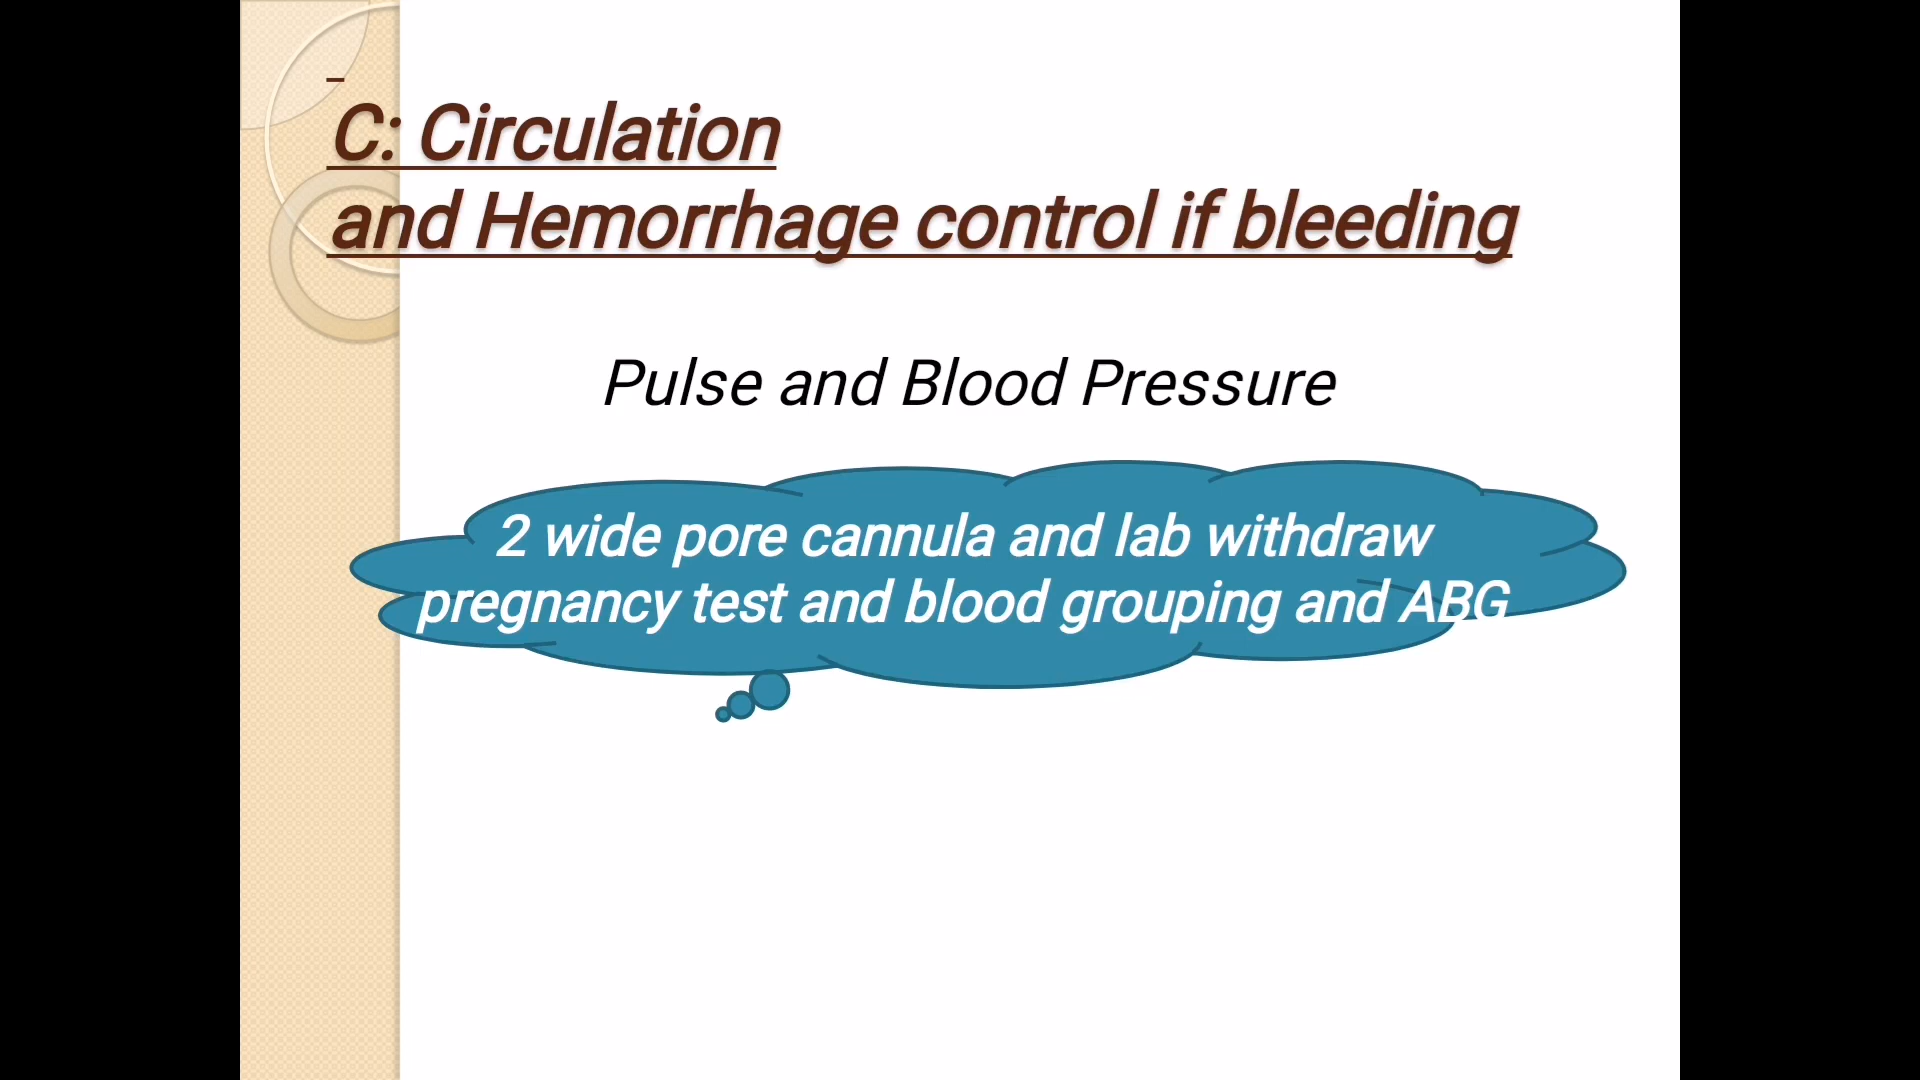 C: Circulation
and Hemorrhage control if bleeding
Pulse and Blood Pressure
2 wide pore cannula and lab withdraw
pregnancy test and blood grouping and ABG